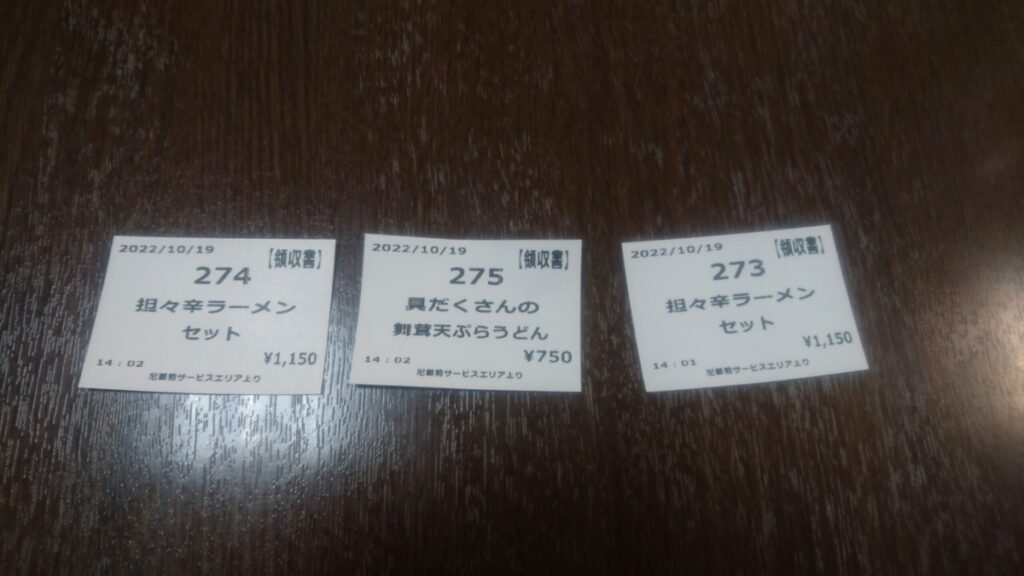 2022/10/19
【領収書】
274
担々辛ラーメン
セット
¥1,150
14:02
尼御前サービスエリアより
2022/10/19
【領収書】
275
具だくさんの
舞茸天ぷらうどん
¥750
14:02
尼御前サービスエリアより
2022/10/19
【領収書】
273
担々辛ラーメン
セット
¥1,150
14:01
尼御前サービスエリアより